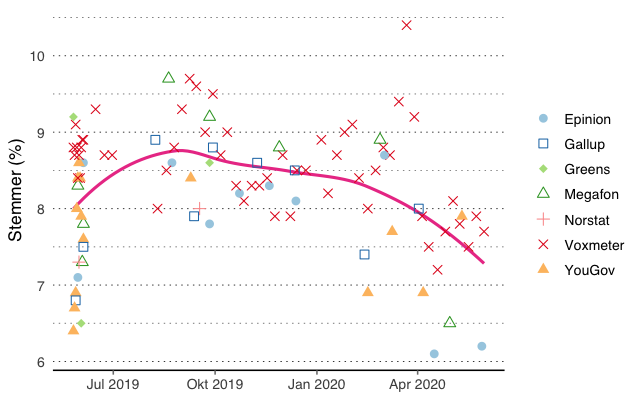 Stemmer (%)
10
9
8
7
6
Jul 2019
Okt 2019
Jan 2020
Apr 2020
Epinion
Gallup
Greens
Megafon
Norstat
Voxmeter
YouGov